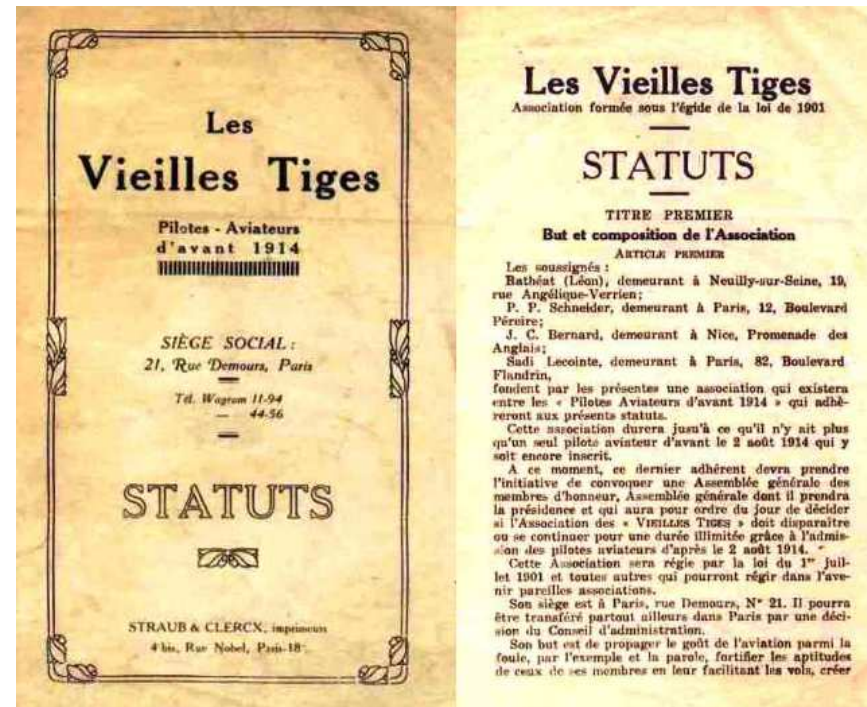 Les
Vieilles Tiges
Pilotes - Aviateurs
d'avant 1914
SIÈGE SOCIAL :
21, Rue Demours, Paris
Tél. Wagram 11-94
— 44-56
STATUTS
STRAUB & CLERCX, imprimeurs
4 bis, Rue Nobel, Paris-18e
Les Vieilles Tiges
Association formée sous l'égide de la loi de 1901
STATUTS
TITRE PREMIER
But et composition de l'Association
ARTICLE PREMIER
Les soussignés :
Bathéat (Léon), demeurant à Neuilly-sur-Seine, 19,
rue Angélique-Verrien;
P. P. Schneider, demeurant à Paris, 12, Boulevard
Péreire;
J. C. Bernard, demeurant à Nice, Promenade des
Anglais;
Sadi Lecointe, demeurant à Paris, 82, Boulevard
Flandrin,
fondent par les présentes une association qui existera
entre les « Pilotes Aviateurs d'avant 1914 » qui adhè-
reront aux présents statuts.
Cette association durera jusu'à ce qu'il n'y ait plus
qu'un seul pilote aviateur d'avant le 2 août 1914 qui y
soit encore inscrit.
A ce moment, ce dernier adhérent devra prendre
l'initiative de convoquer une Assemblée générale des
membres d'honneur, Assemblée générale dont il prendra
la présidence et qui aura pour ordre du jour de décider
si l'Association des « VIEILLES TIGES » doit disparaître
ou se continuer pour une durée illimitée grâce à l'admis-
sion des pilotes aviateurs d'après le 2 août 1914.
Cette Association sera régie par la loi du 1er juil-
let 1901 et toutes autres qui pourront régir dans l'ave-
nir pareilles associations.
Son siège est à Paris, rue Demours, N° 21. Il pourra
être transféré partout ailleurs dans Paris par une déci-
sion du Conseil d'administration.
Son but est de propager le goût de l'aviation parmi la
foule, par l'exemple et la parole, fortifier les aptitudes
de ceux de ses membres en leur facilitant les vols, créer